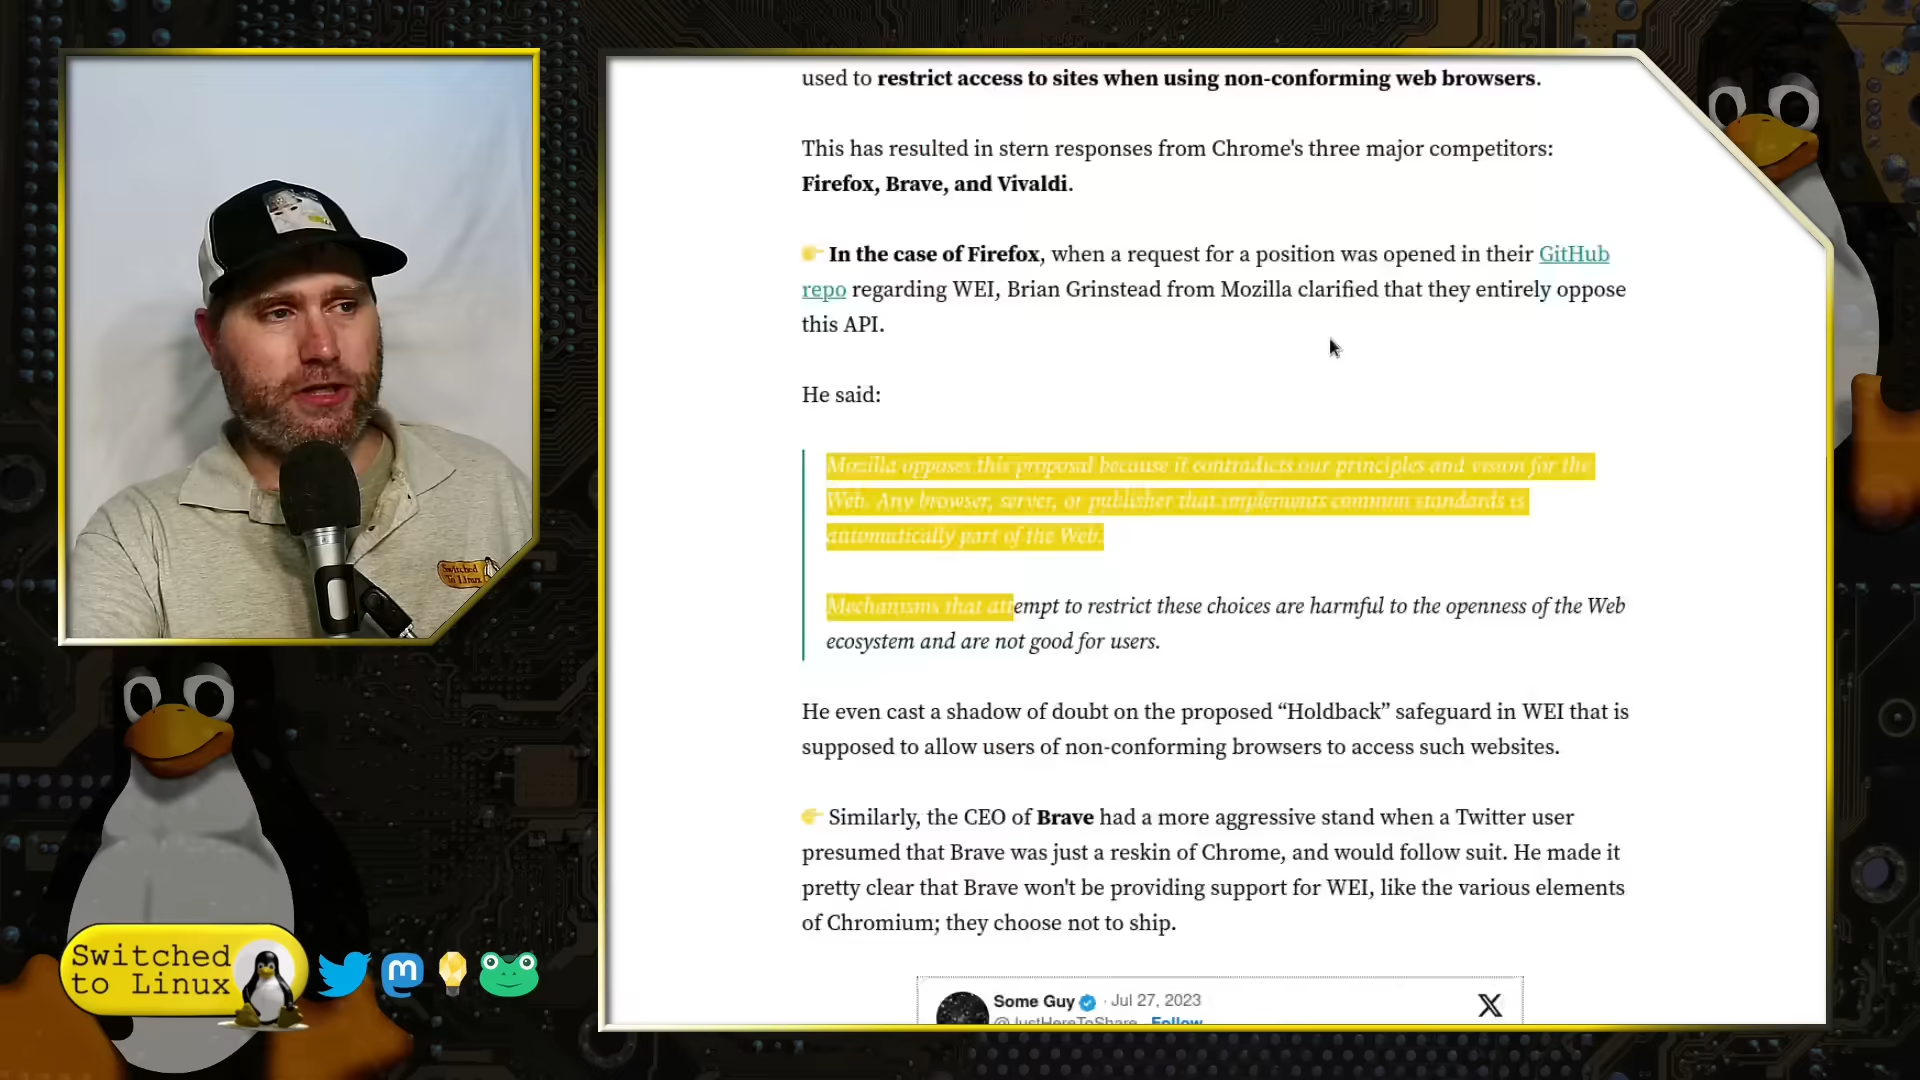 used to restrict access to sites when using non-conforming web browsers.
This has resulted in stern responses from Chrome's three major competitors:
Firefox, Brave, and Vivaldi.
In the case of Firefox, when a request for a position was opened in their GitHub
repo regarding WEI, Brian Grinstead from Mozilla clarified that they entirely oppose
this API.
He said:
Mozilla opposes this proposal because it contradicts our principles and vision for the
Web. Any browser, server, or publisher that implements common standards is
automatically part of the Web.
Mechanisms that attempt to restrict these choices are harmful to the openness of the Web
ecosystem and are not good for users.
He even cast a shadow of doubt on the proposed “Holdback” safeguard in WEI that is
supposed to allow users of non-conforming browsers to access such websites.
Similarly, the CEO of Brave had a more aggressive stand when a Twitter user
presumed that Brave was just a reskin of Chrome, and would follow suit. He made it
pretty clear that Brave won't be providing support for WEI, like the various elements
of Chromium; they choose not to ship.
Some Guy · Jul 27, 2023
@JustHereToShare Follow
Switched
To Linux
Switched
to Linux